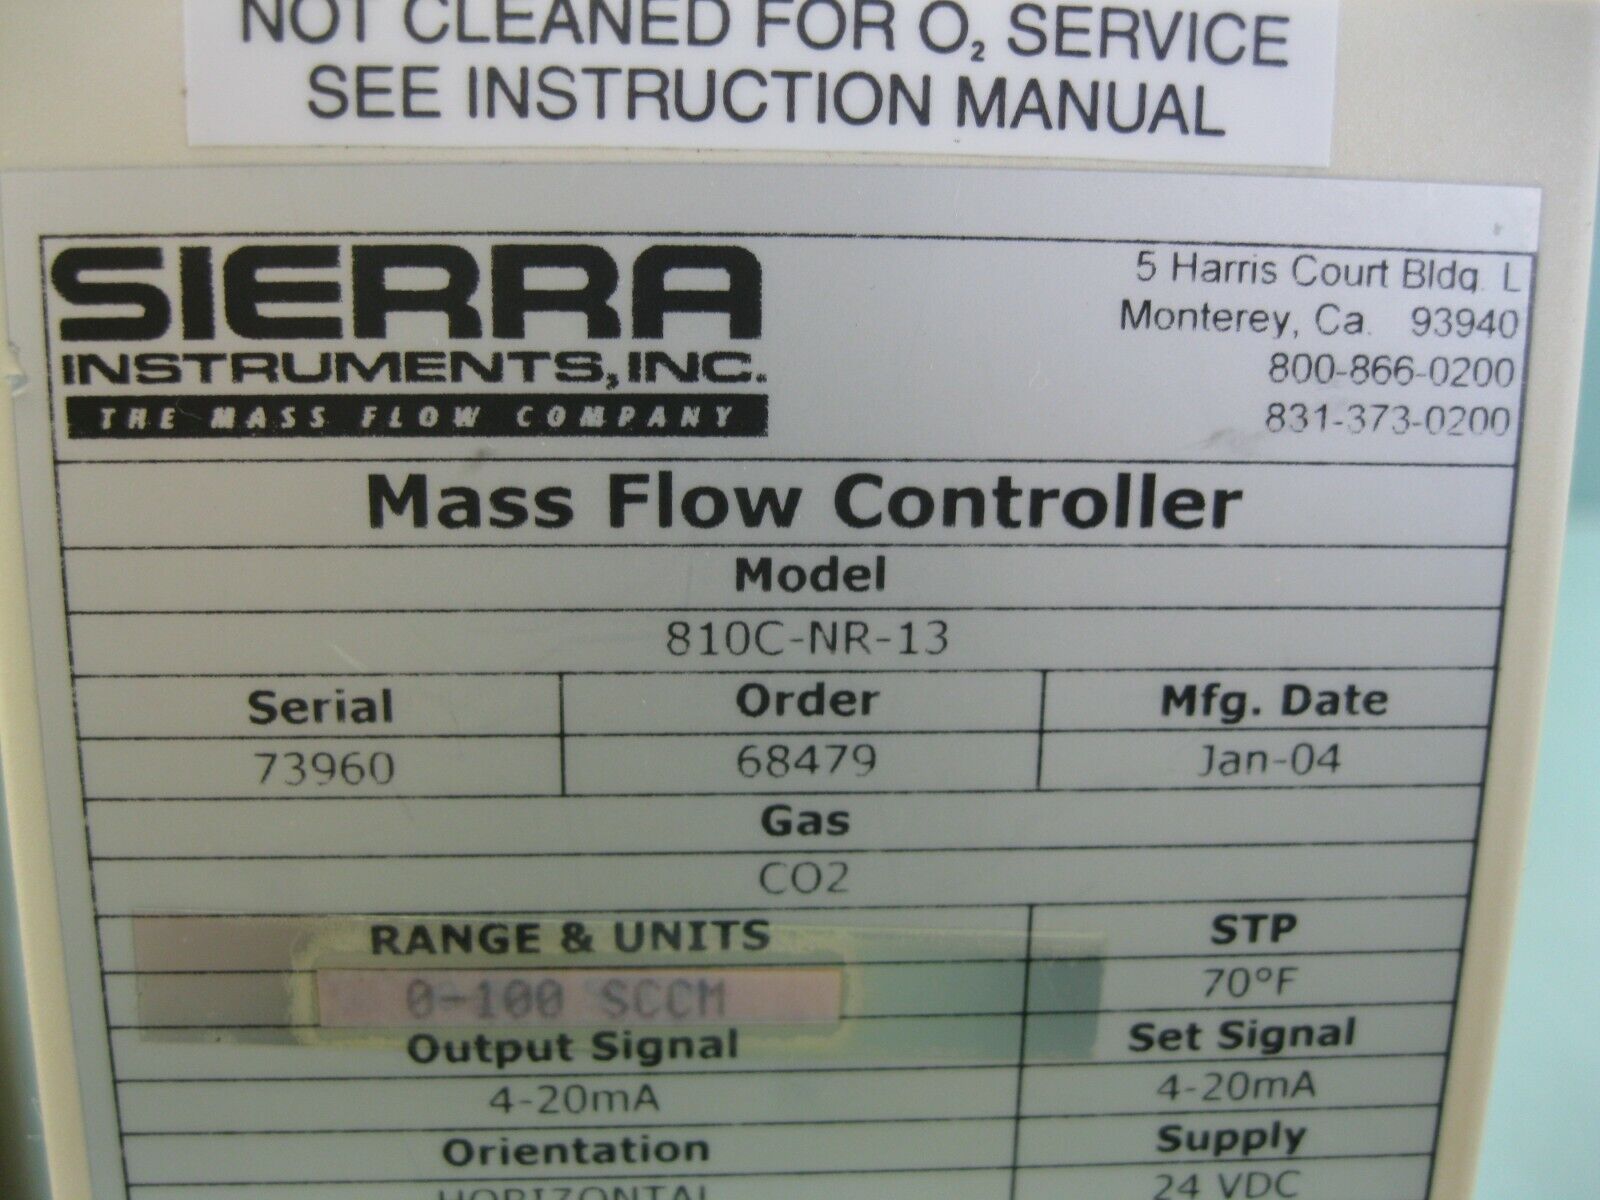 NOT CLEANED FOR O₂ SERVICE
SEE INSTRUCTION MANUAL
SIERRA
INSTRUMENTS, INC.
THE MASS FLOW COMPANY
5 Harris Court Bldg. L
Monterey, Ca. 93940
800-866-0200
831-373-0200
Mass Flow Controller
Model
810C-NR-13
Serial Order Mfg. Date
73960 68479 Jan-04
Gas
CO2
RANGE & UNITS STP
0-100 SCCM 70°F
Output Signal Set Signal
4-20mA 4-20mA
Orientation Supply
HORIZONTAL 24 VDC